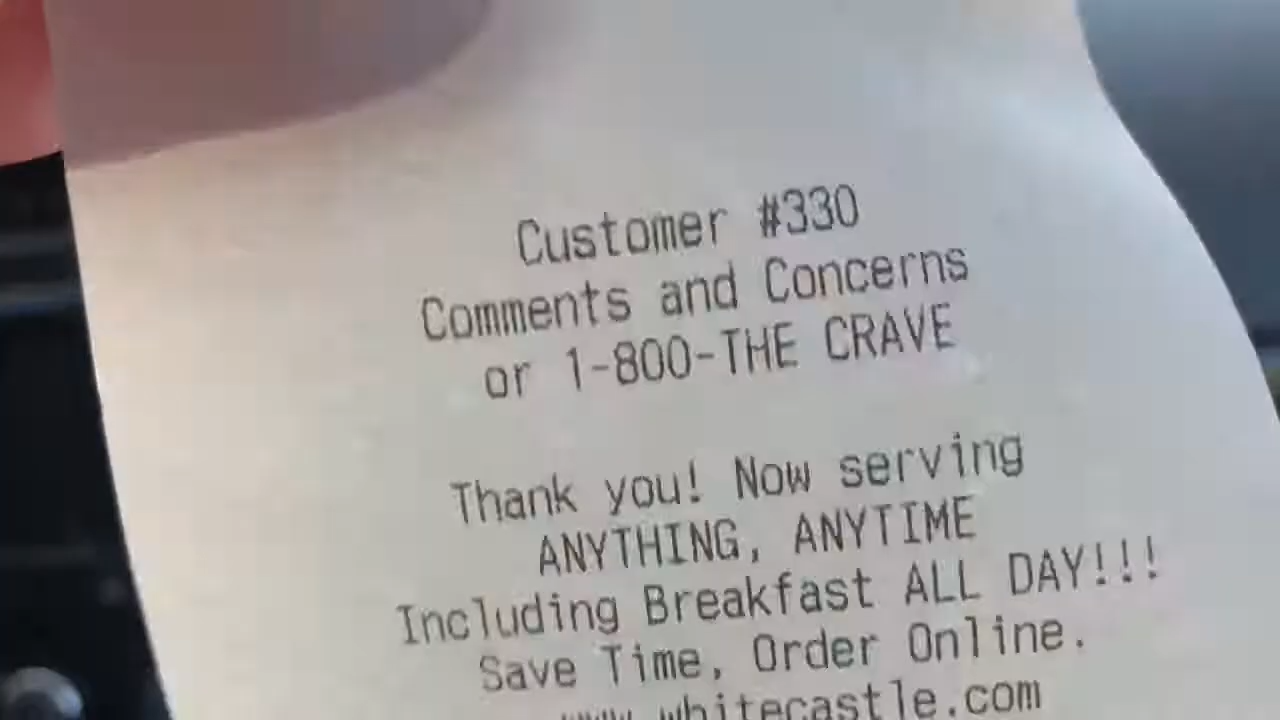 Customer #330
Comments and Concerns
or 1-800-THE CRAVE
Thank you! Now serving
ANYTHING, ANYTIME
Including Breakfast ALL DAY!!!
Save Time, Order Online.
www.whitecastle.com